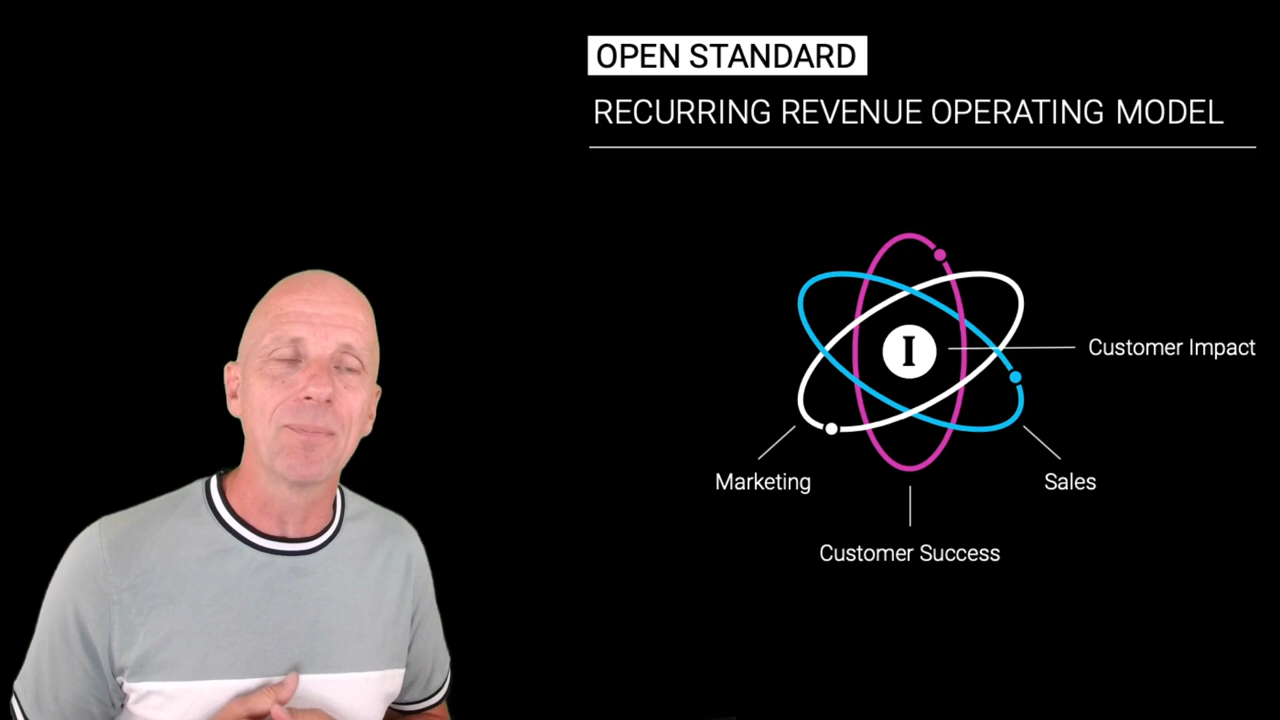 OPEN STANDARD
RECURRING REVENUE OPERATING MODEL
I
Customer Impact
Marketing
Sales
Customer Success